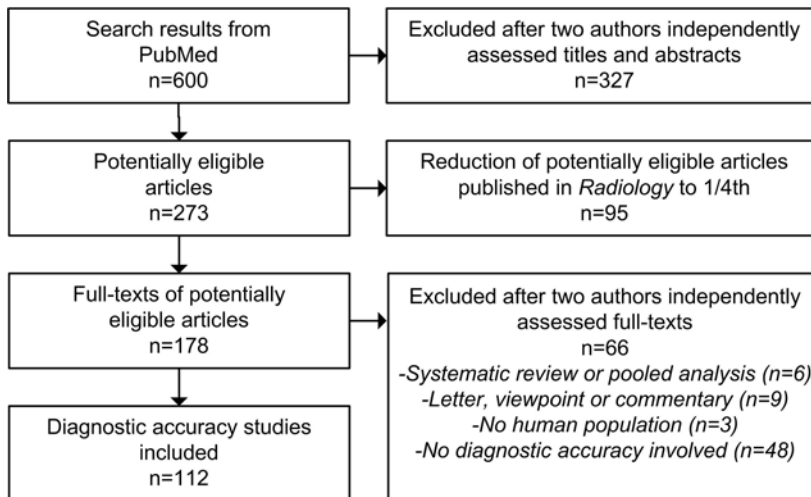 Search results from
PubMed
n=600
Excluded after two authors independently
assessed titles and abstracts
n=327
Potentially eligible
articles
n=273
Reduction of potentially eligible articles
published in Radiology to 1/4th
n=95
Full-texts of potentially
eligible articles
n=178
Excluded after two authors independently
assessed full-texts
n=66
-Systematic review or pooled analysis (n=6)
-Letter, viewpoint or commentary (n=9)
-No human population (n=3)
-No diagnostic accuracy involved (n=48)
Diagnostic accuracy studies
included
n=112